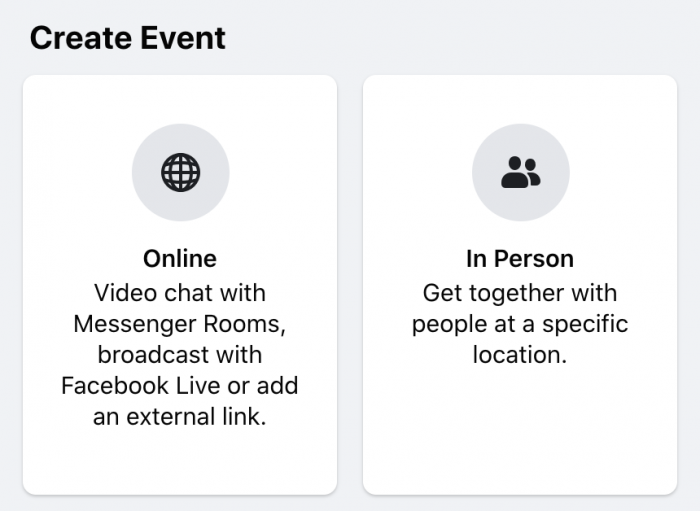 Create Event
Online
Video chat with
Messenger Rooms,
broadcast with
Facebook Live or add
an external link.
In Person
Get together with
people at a specific
location.